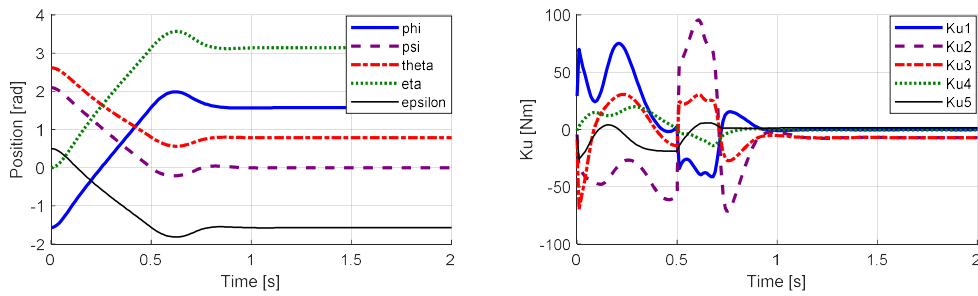 4
3
2
1
0
-1
-2
Position [rad]
0
0.5
1
1.5
2
Time [s]
phi
psi
theta
eta
epsilon
100
50
0
-50
-100
Ku [Nm]
0
0.5
1
1.5
2
Time [s]
Ku1
Ku2
Ku3
Ku4
Ku5